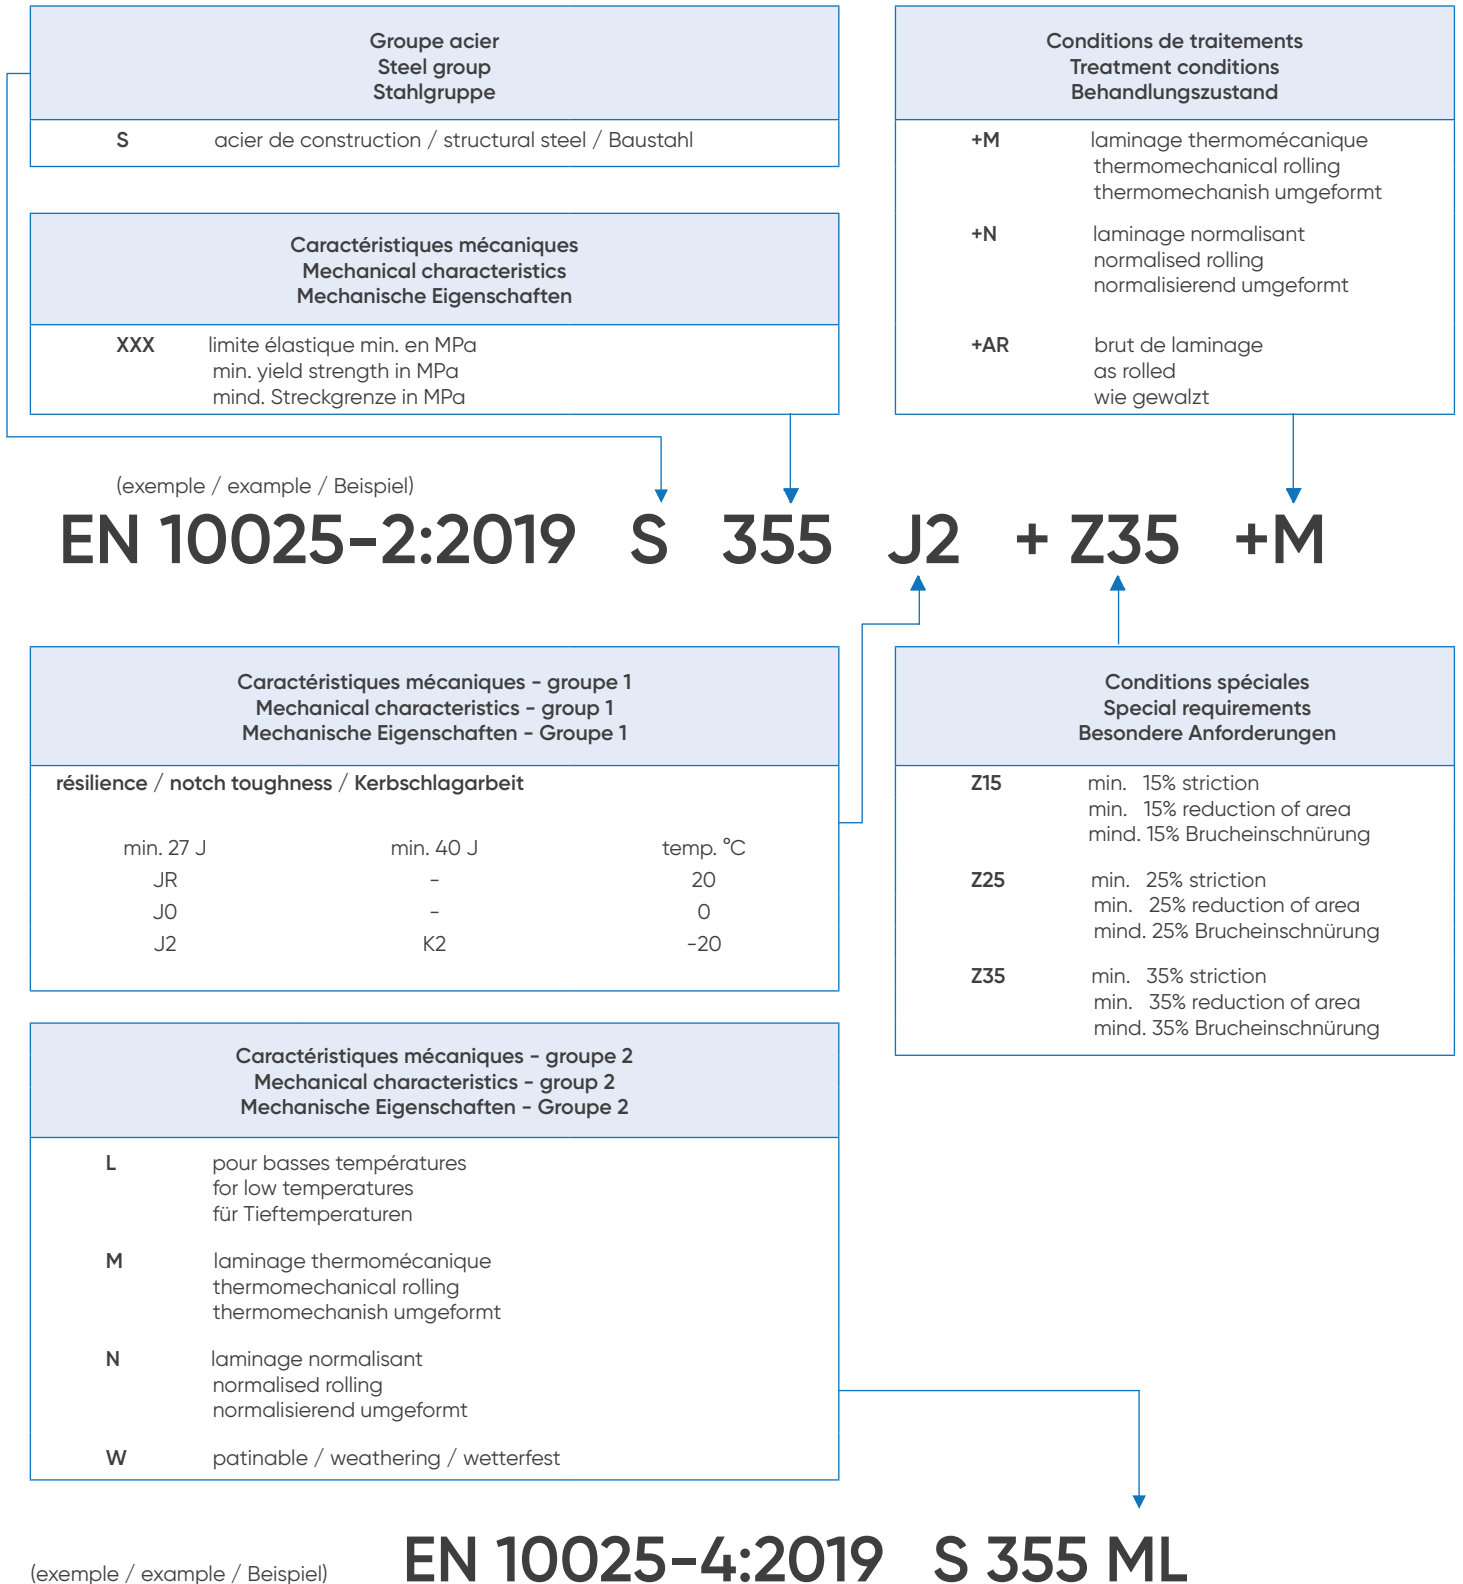 Groupe acier
Steel group
Stahlgruppe
S acier de construction / structural steel / Baustahl
Caractéristiques mécaniques
Mechanical characteristics
Mechanische Eigenschaften
XXX limite élastique min. en MPa
min. yield strength in MPa
mind. Streckgrenze in MPa
Conditions de traitements
Treatment conditions
Behandlungszustand
+M laminage thermomécanique
thermomechanical rolling
thermomechanish umgeformt
+N laminage normalisant
normalised rolling
normalisierend umgeformt
+AR brut de laminage
as rolled
wie gewalzt
(exemple / example / Beispiel)
EN 10025-2:2019 S 355 J2 + Z35 +M
Caractéristiques mécaniques - groupe 1
Mechanical characteristics - group 1
Mechanische Eigenschaften - Groupe 1
résilience / notch toughness / Kerbschlagarbeit
min. 27 J min. 40 J temp. °C
JR - 20
J0 - 0
J2 K2 -20
Conditions spéciales
Special requirements
Besondere Anforderungen
Z15 min. 15% striction
min. 15% reduction of area
mind. 15% Brucheinschnürung
Z25 min. 25% striction
min. 25% reduction of area
mind. 25% Brucheinschnürung
Z35 min. 35% striction
min. 35% reduction of area
mind. 35% Brucheinschnürung
Caractéristiques mécaniques - groupe 2
Mechanical characteristics - group 2
Mechanische Eigenschaften - Groupe 2
L pour basses températures
for low temperatures
für Tieftemperaturen
M laminage thermomécanique
thermomechanical rolling
thermomechanish umgeformt
N laminage normalisant
normalised rolling
normalisierend umgeformt
W patinable / weathering / wetterfest
(exemple / example / Beispiel) EN 10025-4:2019 S 355 ML